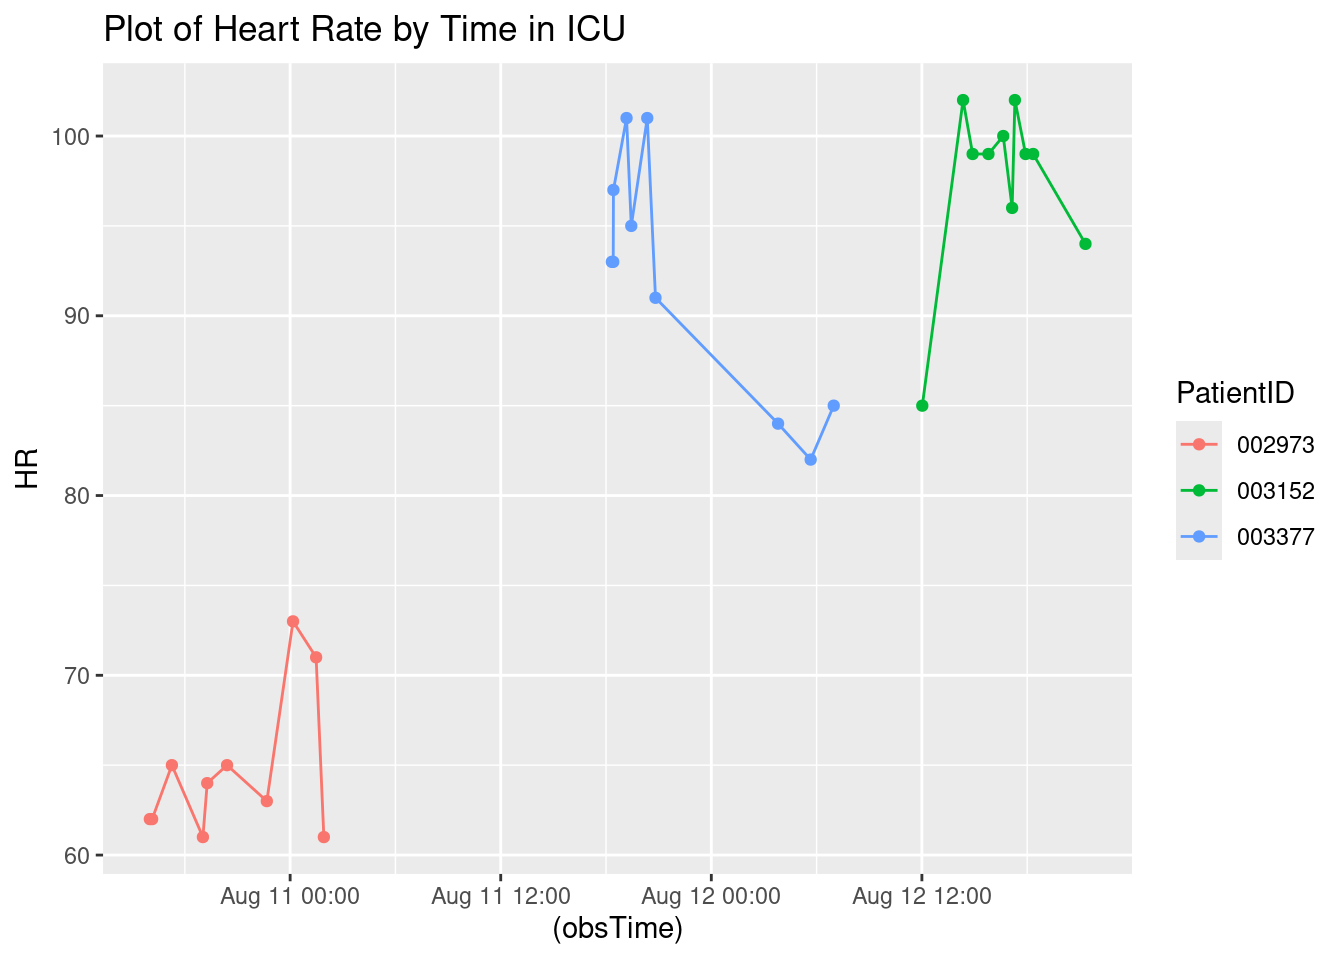 Plot of Heart Rate by Time in ICU
100
90
80
70
60
HR
Aug 11 00:00
Aug 11 12:00
Aug 12 00:00
Aug 12 12:00
(obsTime)
PatientID
002973
003152
003377